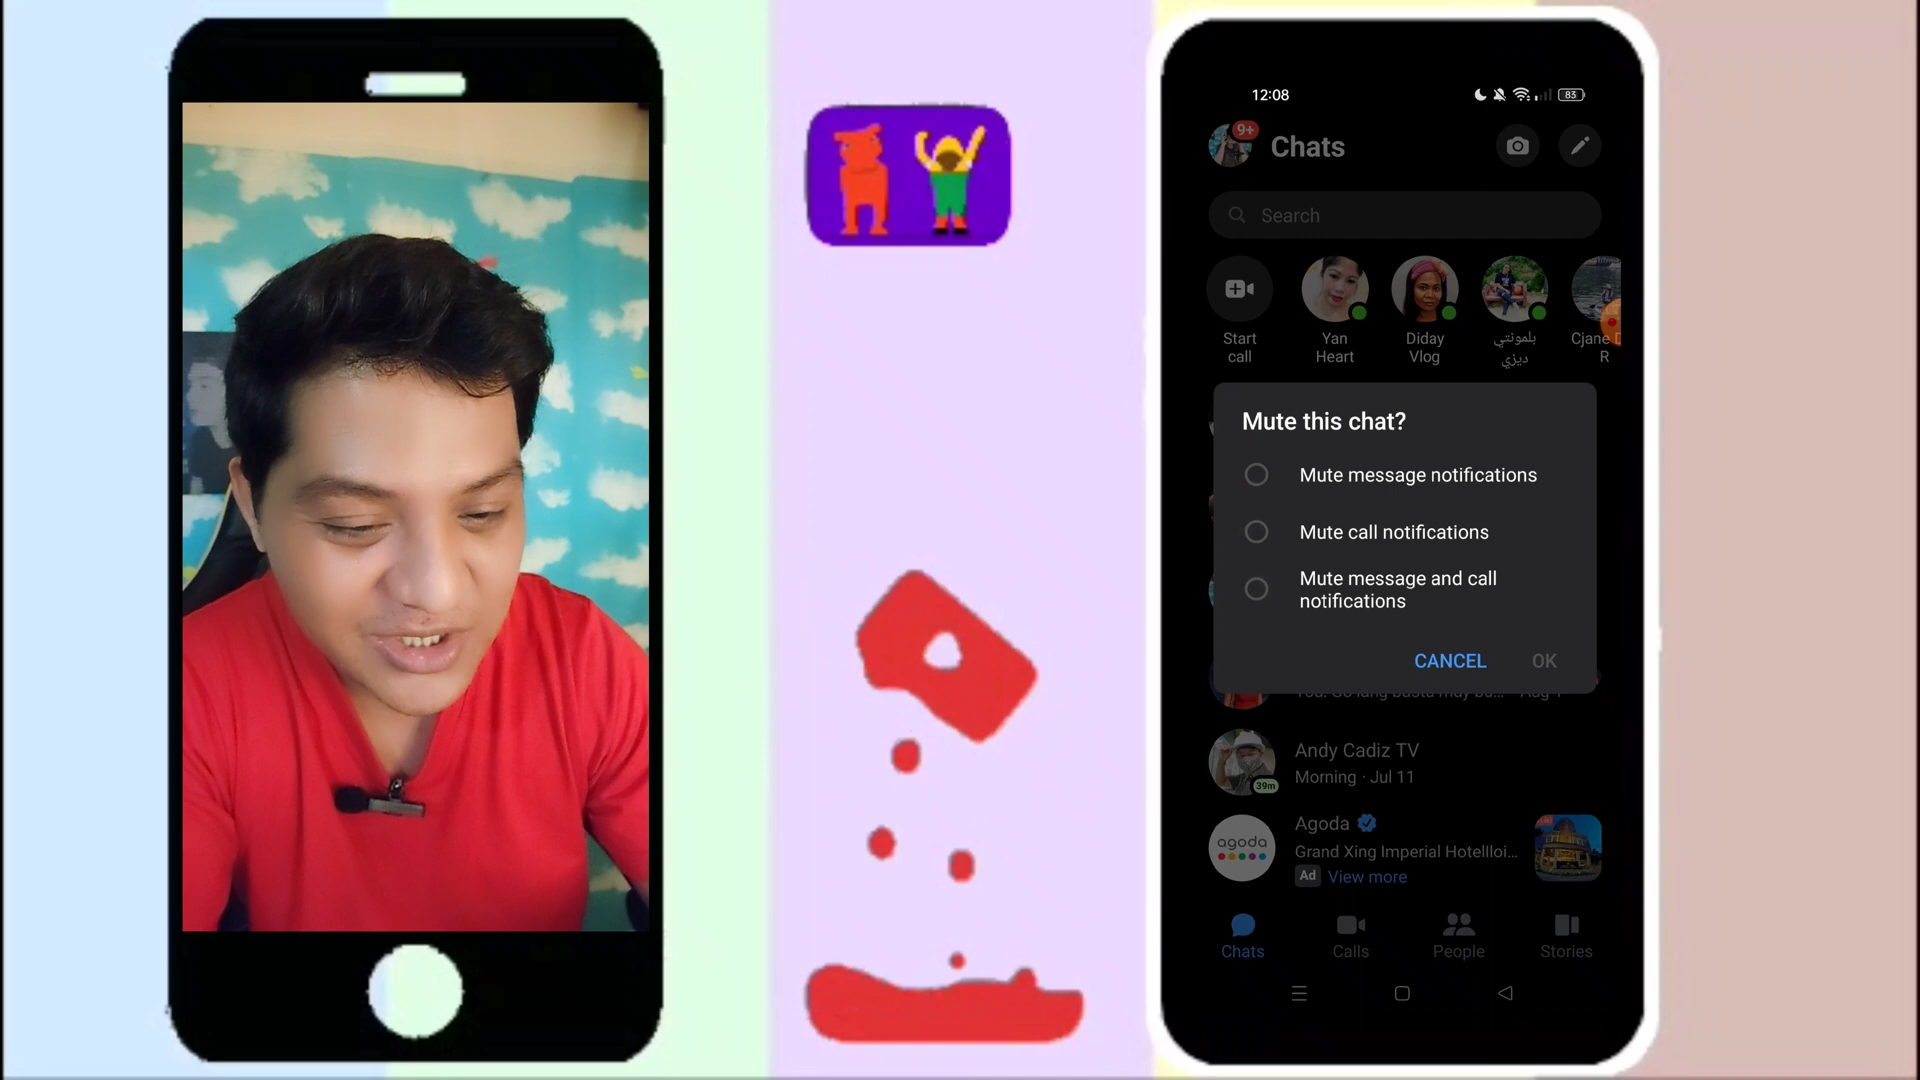 12:08
83
9+
Chats
Search
Start
call
Yan
Heart
Diday
Vlog
بلمونتي
ديزي
Cjane
R
Mute this chat?
Mute message notifications
Mute call notifications
Mute message and call
notifications
CANCEL
OK
Andy Cadiz TV
Morning · Jul 11
39m
agoda
Agoda
Grand Xing Imperial Hotellloi...
Ad
View more
Chats
Calls
People
Stories